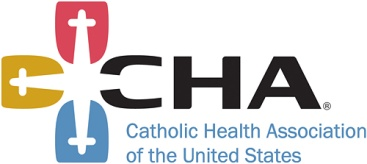 CHA®
Catholic Health Association
of the United States